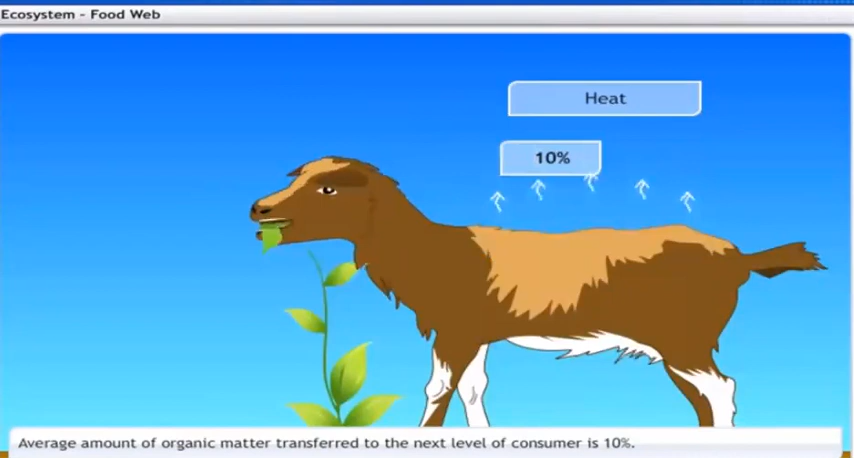 Ecosystem - Food Web
Heat
10%
Average amount of organic matter transferred to the next level of consumer is 10%.